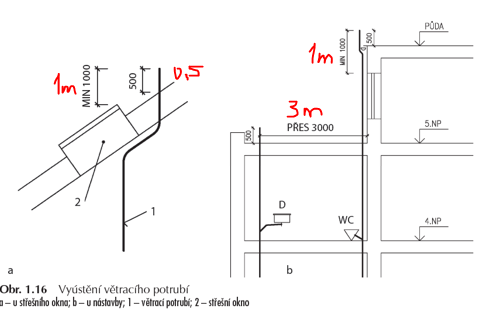 1m
MIN 1000
500
0,5
2
1
a
1m
MIN 1000
500
PŮDA
3m
PŘES 3000
500
5.NP
D
WC
4.NP
b
Obr. 1.16 Vyústění větracího potrubí
a – u střešního okna; b – u nástavby; 1 – větrací potrubí; 2 – střešní okno